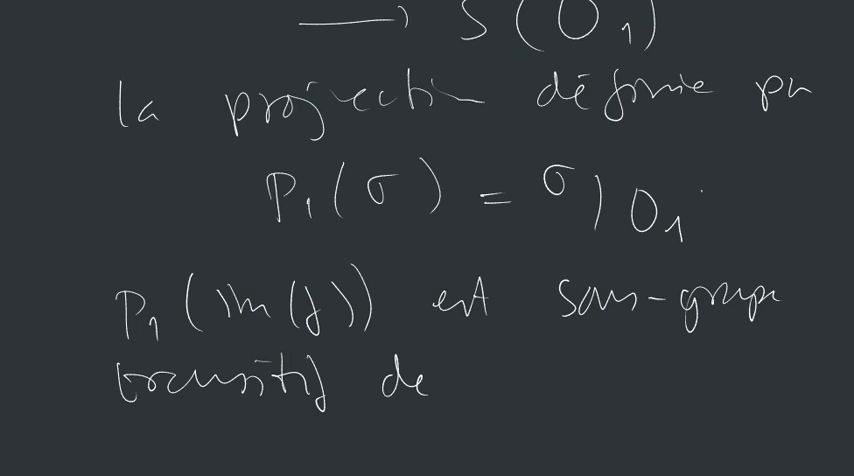 → S(O₁)
la projection définie par
P₁(σ) = σ|O₁.
P₁(Im(f)) est sous-groupe
transitif de